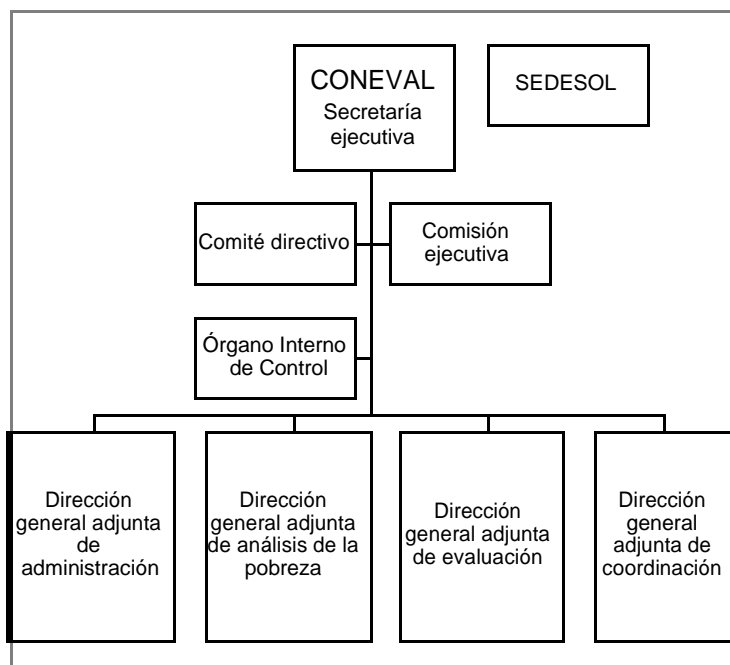 CONEVAL
Secretaría
ejecutiva
SEDESOL
Comité directivo
Comisión
ejecutiva
Órgano Interno
de Control
Dirección
general adjunta
de
administración
Dirección
general adjunta
de análisis de la
pobreza
Dirección
general adjunta
de evaluación
Dirección
general
adjunta de
coordinación